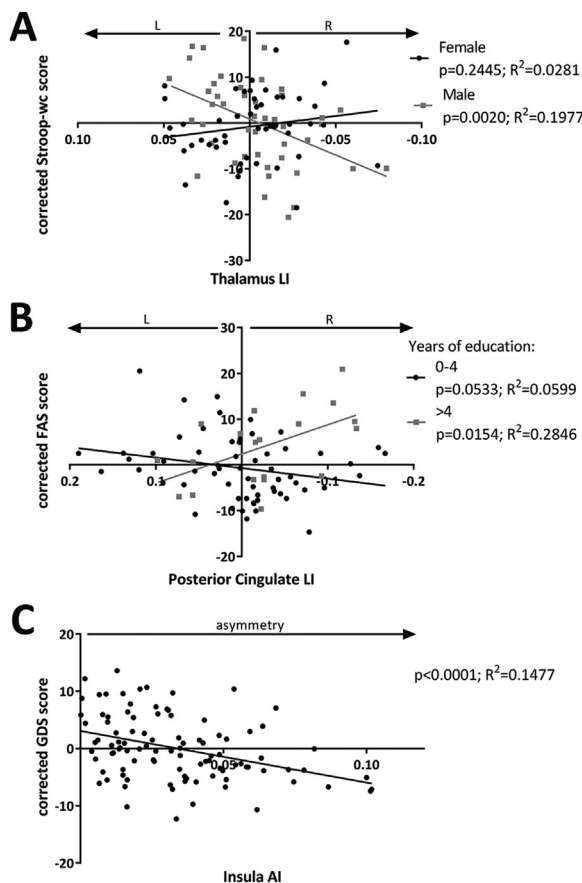 A
L R
20
10
0.10 0.05 -0.05 -0.10
-10
-20
-30
corrected Stroop-wc score
Thalamus LI
Female
p=0.2445; R²=0.0281
Male
p=0.0020; R²=0.1977
B
L 30 R
20
10
0.2 0.1 -0.1 -0.2
-10
-20
corrected FAS score
Posterior Cingulate LI
Years of education:
0-4
p=0.0533; R²=0.0599
>4
p=0.0154; R²=0.2846
C
asymmetry
20
10
0 0.05 0.10
-10
-20
corrected GDS score
Insula AI
p<0.0001; R²=0.1477